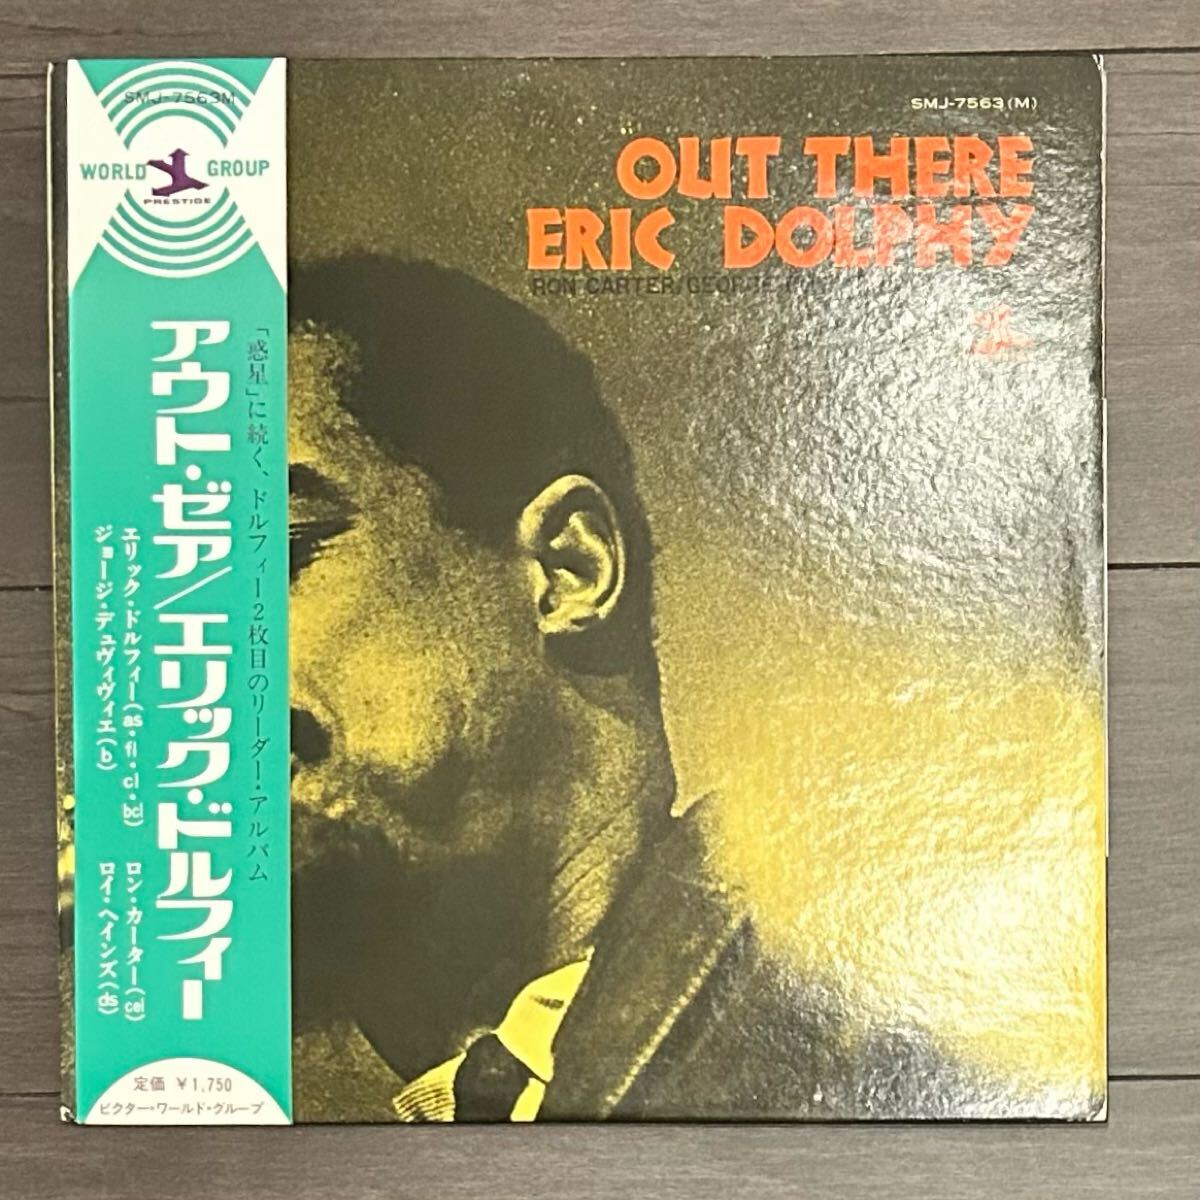 SMJ-7563M
WORLD GROUP
PRESTIGE
「惑星」に続く、ドルフィー2枚目のリーダー・アルバム
アウト・ゼア/エリック・ドルフィー
エリック・ドルフィー(as・fl・cl・bcl) ロン・カーター(cel)
ジョージ・デュヴィヴィエ(b) ロイ・ヘインズ(ds)
定価 ¥1,750
ビクター・ワールド・グループ
SMJ-7563(M)
OUT THERE
ERIC DOLPHY
RON CARTER/GEORGE